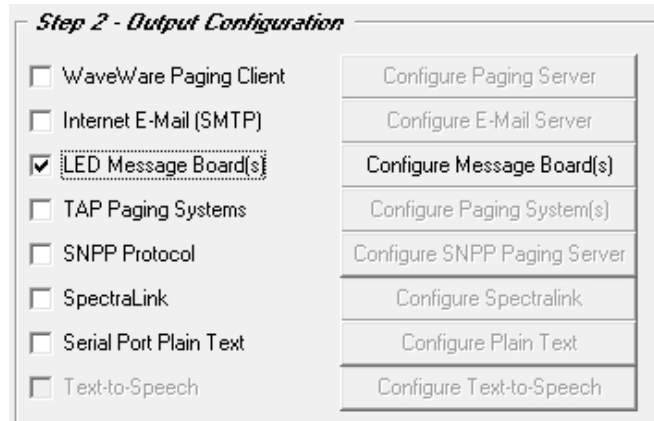 Step 2 - Output Configuration
WaveWare Paging Client Configure Paging Server
Internet E-Mail (SMTP) Configure E-Mail Server
LED Message Board(s) Configure Message Board(s)
TAP Paging Systems Configure Paging System(s)
SNPP Protocol Configure SNPP Paging Server
SpectraLink Configure Spectralink
Serial Port Plain Text Configure Plain Text
Text-to-Speech Configure Text-to-Speech